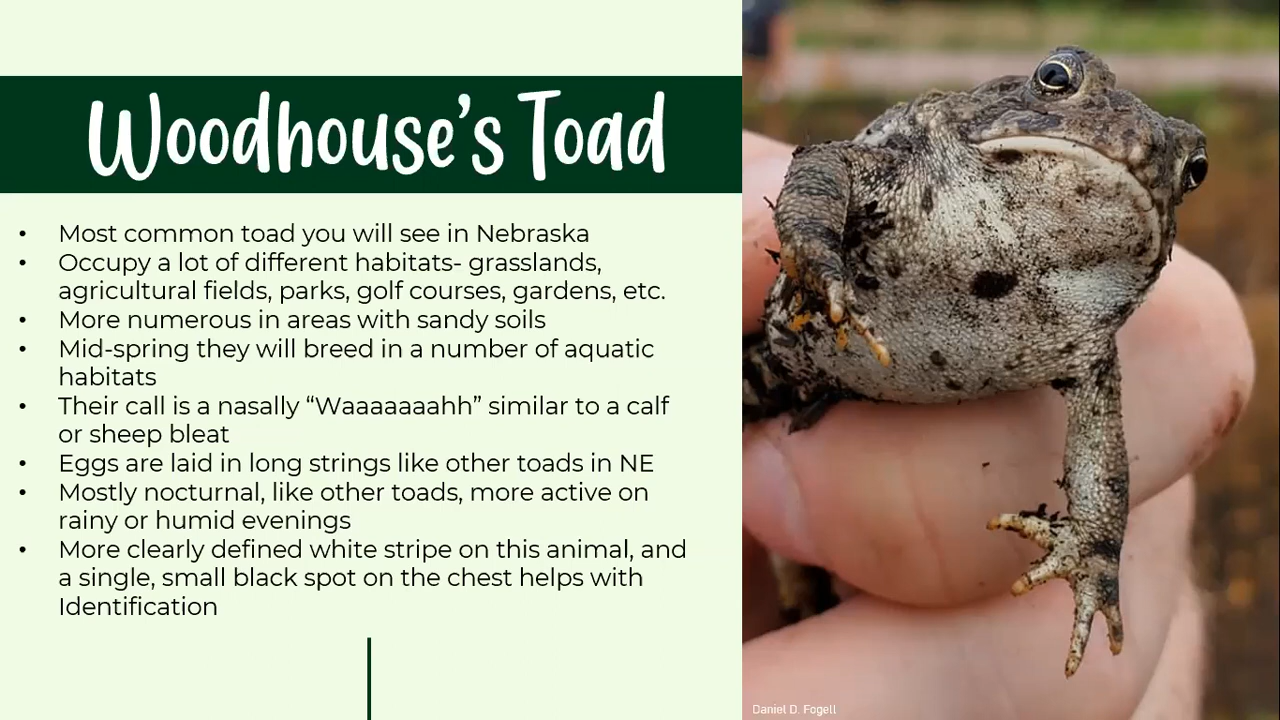 Woodhouse's Toad
• Most common toad you will see in Nebraska
• Occupy a lot of different habitats- grasslands,
agricultural fields, parks, golf courses, gardens, etc.
• More numerous in areas with sandy soils
• Mid-spring they will breed in a number of aquatic
habitats
• Their call is a nasally “Waaaaaaahh” similar to a calf
or sheep bleat
• Eggs are laid in long strings like other toads in NE
• Mostly nocturnal, like other toads, more active on
rainy or humid evenings
• More clearly defined white stripe on this animal, and
a single, small black spot on the chest helps with
Identification
Daniel D. Fogell